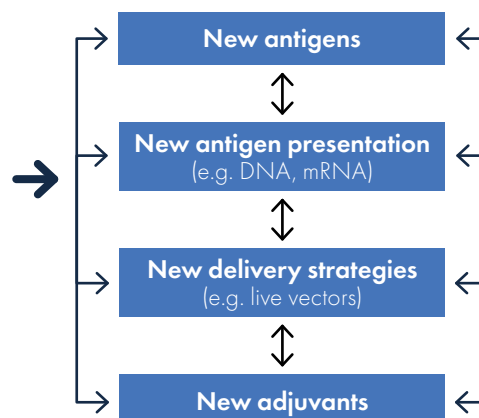 New antigens
New antigen presentation
(e.g. DNA, mRNA)
New delivery strategies
(e.g. live vectors)
New adjuvants